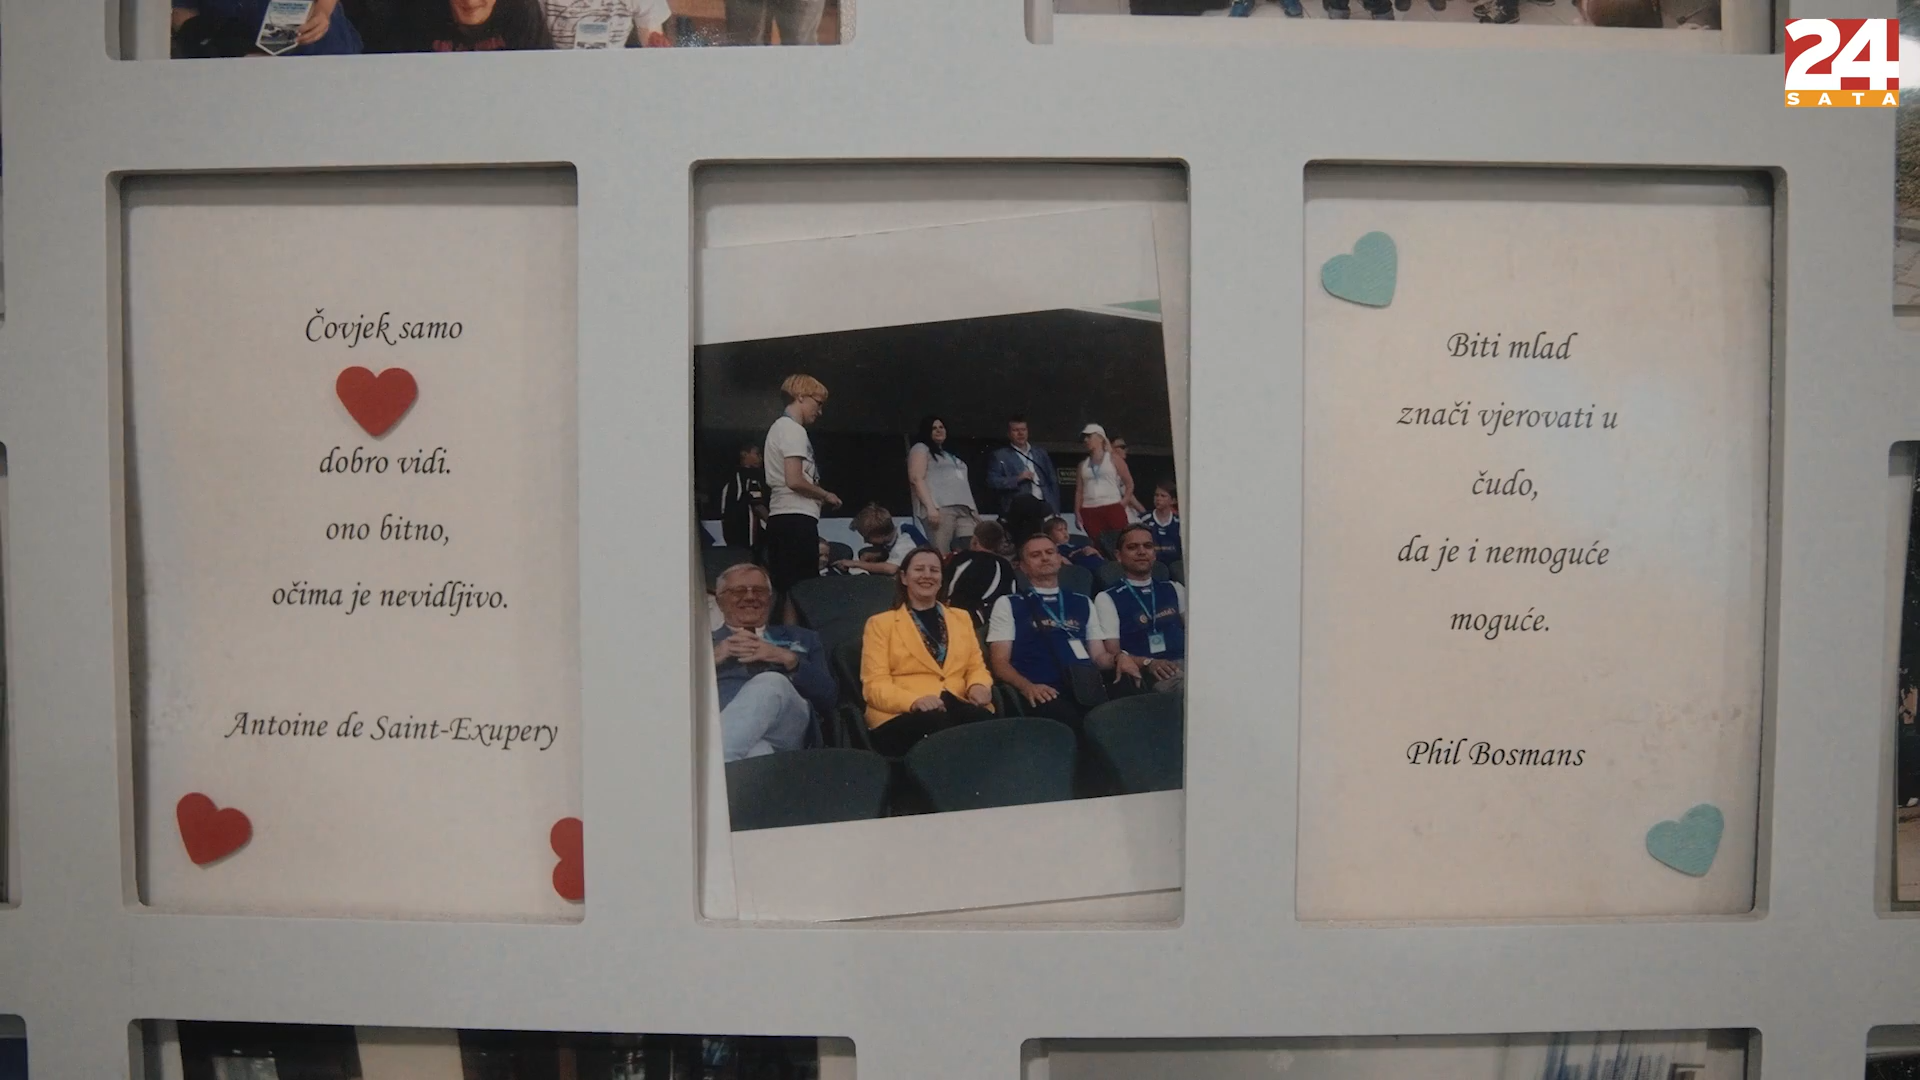 24
SATA
Čovjek samo
dobro vidi.
ono bitno,
očima je nevidljivo.
Antoine de Saint-Exupery
Biti mlad
znači vjerovati u
čudo,
da je i nemoguće
moguće.
Phil Bosmans